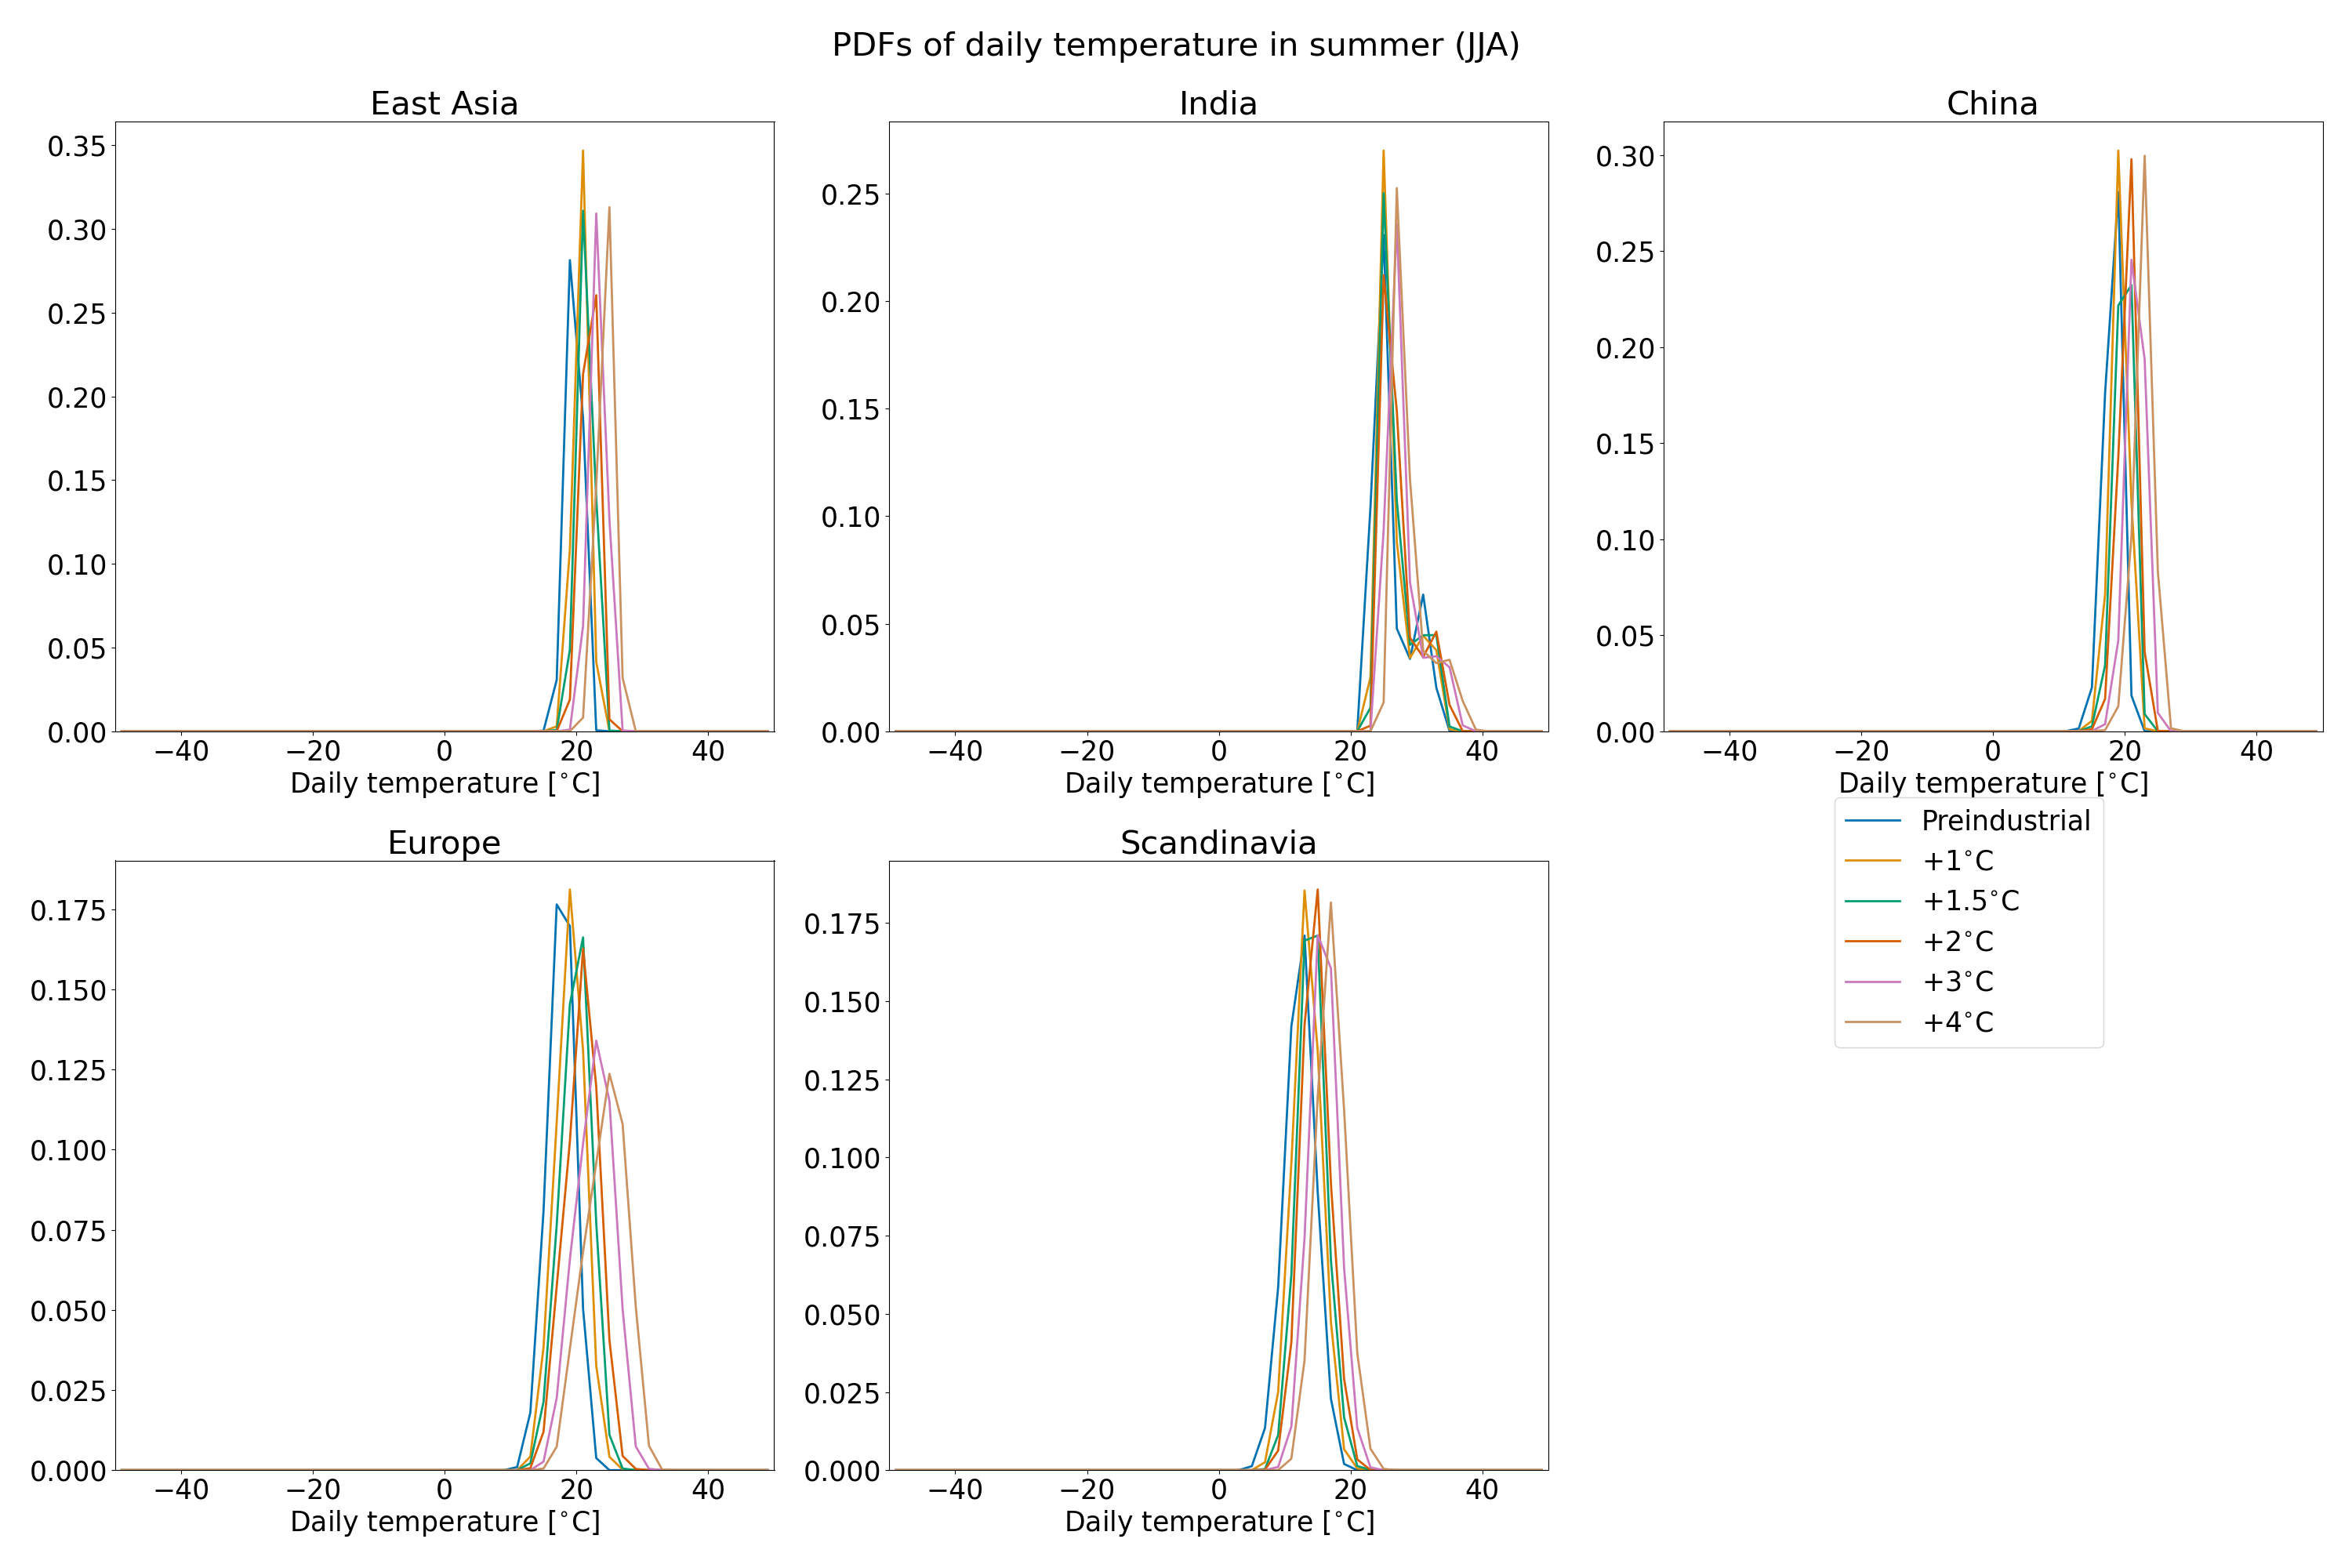 PDFs of daily temperature in summer (JJA)
East Asia
0.35
0.30
0.25
0.20
0.15
0.10
0.05
0.00
−40 −20 0 20 40
Daily temperature [°C]
India
0.25
0.20
0.15
0.10
0.05
0.00
−40 −20 0 20 40
Daily temperature [°C]
China
0.30
0.25
0.20
0.15
0.10
0.05
0.00
−40 −20 0 20 40
Daily temperature [°C]
Europe
0.175
0.150
0.125
0.100
0.075
0.050
0.025
0.000
−40 −20 0 20 40
Daily temperature [°C]
Scandinavia
0.175
0.150
0.125
0.100
0.075
0.050
0.025
0.000
−40 −20 0 20 40
Daily temperature [°C]
Preindustrial
+1°C
+1.5°C
+2°C
+3°C
+4°C